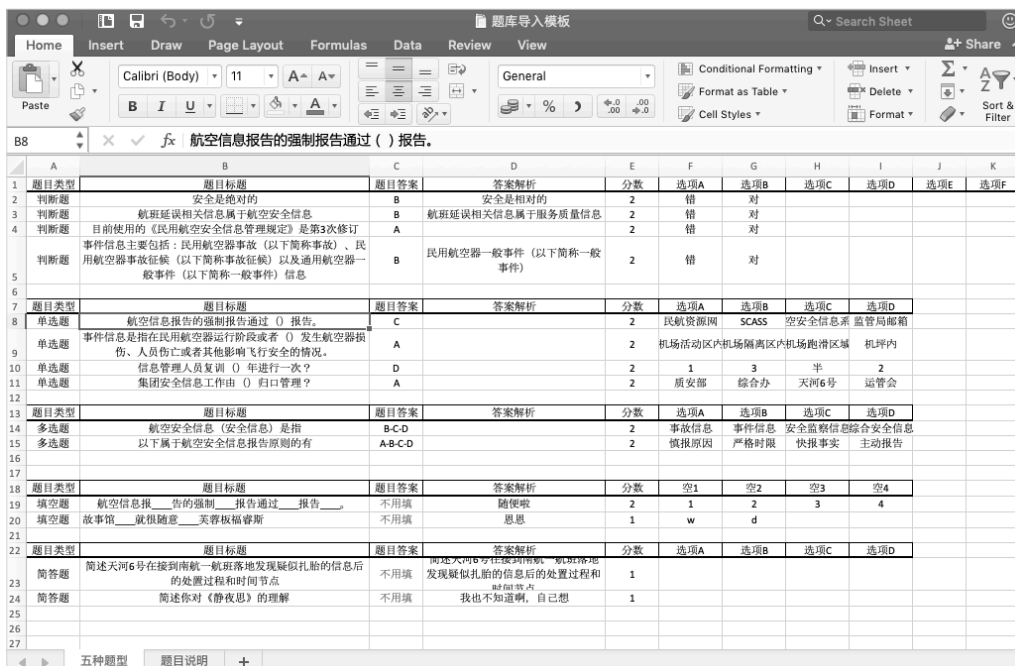 题库导入模板
Search Sheet
Home Insert Draw Page Layout Formulas Data Review View Share
Paste
Calibri (Body) 11 A A
General
Conditional Formatting
Format as Table
Cell Styles
Insert
Delete
Format
Sort & Filter
B I U A
% 
B8 fx 航空信息报告的强制报告通过 ( ) 报告。
A B C D E F G H I J K
1 题目类型 题目标题 题目答案 答案解析 分数 选项A 选项B 选项C 选项D 选项E 选项F
2 判断题 安全是绝对的 B 安全是相对的 2 错 对
3 判断题 航班延误相关信息属于航空安全信息 B 航班延误信息属于服务质量信息 2 错 对
4 判断题 目前使用的《民用航空安全信息管理规定》是第3次修订 A 2 错 对
5 判断题 事件信息主要包括：民用航空器事故（以下简称事故）、民用航空器事故征候（以下简称事故征候）以及通用航空器一般事件（以下简称一般事件）信息 B 民用航空器一般事件（以下简称一般事件） 2 错 对
6
7 题目类型 题目标题 题目答案 答案解析 分数 选项A 选项B 选项C 选项D
8 单选题 航空信息报告的强制报告通过（）报告。 C 2 民航资源网 SCASS 空安全信息系 监管局邮箱
9 单选题 事件信息是指在民用航空器运行阶段或者（）发生航空器损伤、人员伤亡或者其他影响飞行安全的情况。 A 2 机场活动区内 机场隔离区内 机场跑滑区域 机坪内
10 单选题 信息管理人员复训（）年进行一次？ D 2 1 3 半 2
11 单选题 集团安全信息工作由（）归口管理？ A 2 质安部 综合办 天河6号 运管会
12
13 题目类型 题目标题 题目答案 答案解析 分数 选项A 选项B 选项C 选项D
14 多选题 航空安全信息（安全信息）是指 B-C-D 2 事故信息 事件信息 安全监察信息 综合安全信息
15 多选题 以下属于航空安全信息报告原则的有 A-B-C-D 2 慎报原因 严格时限 快报事实 主动报告
16
17
18 题目类型 题目标题 题目答案 答案解析 分数 空1 空2 空3 空4
19 填空题 航空信息报___告的强制___报告通过___报告___。 不用填 随便啦 2 1 2 3 4
20 填空题 故事馆___就很随意___芙蓉板福睿斯 不用填 恩恩 1 w d
21
22 题目类型 题目标题 题目答案 答案解析 分数 选项A 选项B 选项C 选项D
23 简答题 简述天河6号在接到南航一航班落地发现疑似扎胎的信息后的处置过程和时间节点 不用填 简述天河6号在接到南航一航班落地发现疑似扎胎的信息后的处置过程和时间节点 1
24 简答题 简述你对《静夜思》的理解 不用填 我也不知道啊，自己想 1
25
26
27
五种题型 题目说明 +